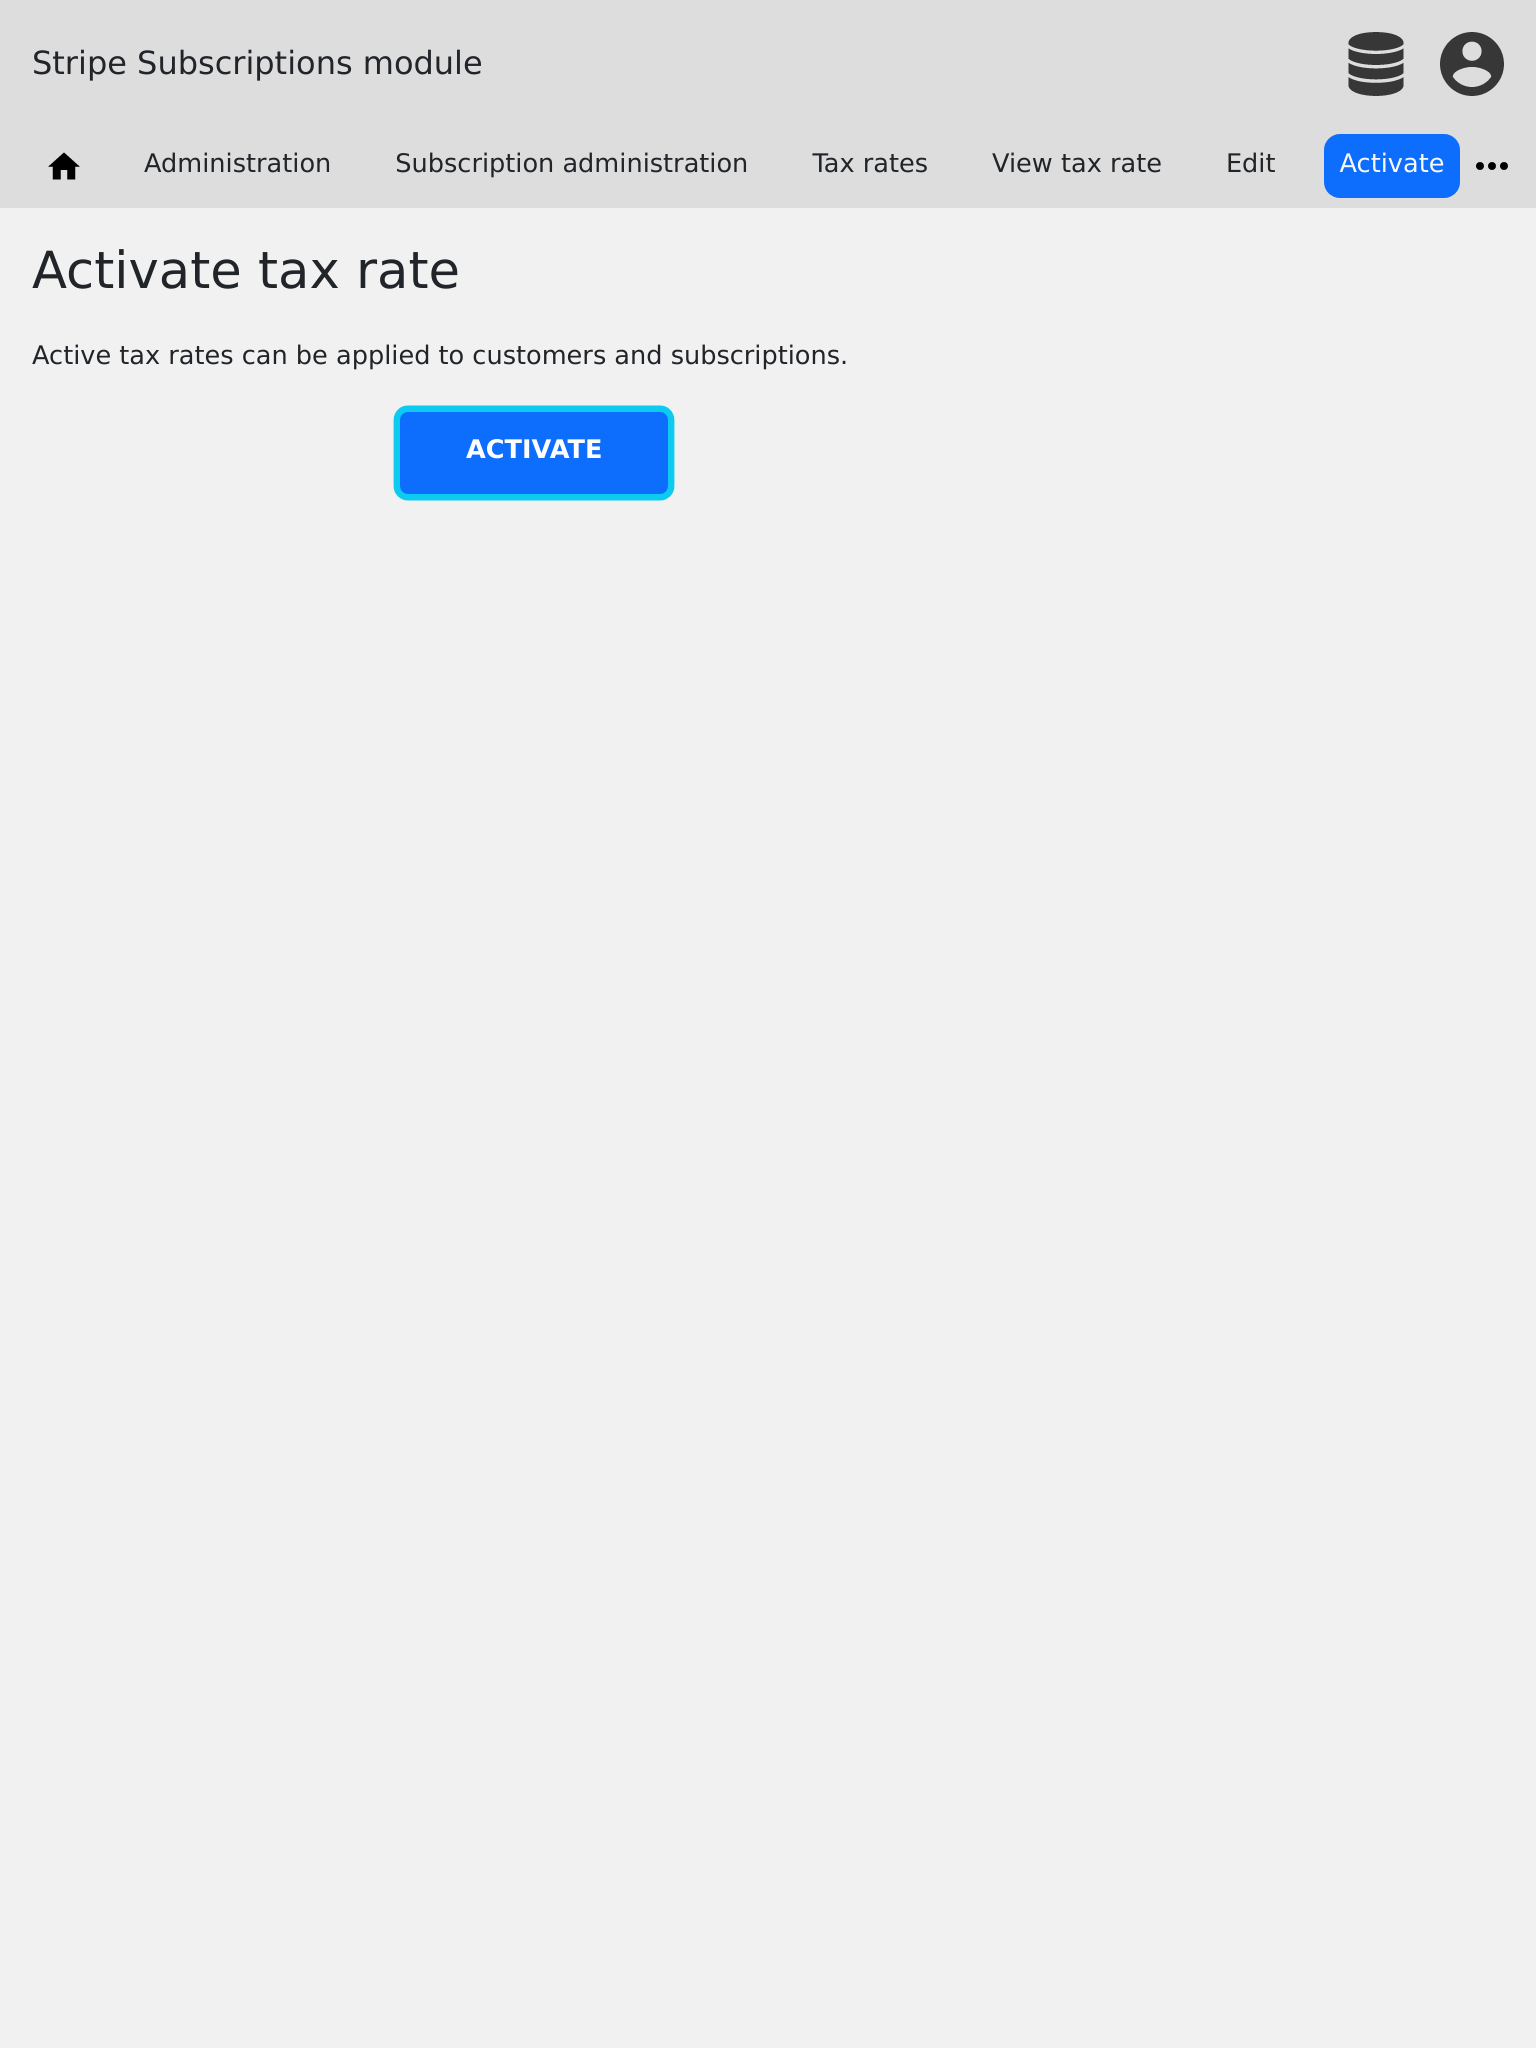 Stripe Subscriptions module
Administration Subscription administration Tax rates View tax rate Edit Activate
Activate tax rate
Active tax rates can be applied to customers and subscriptions.
ACTIVATE